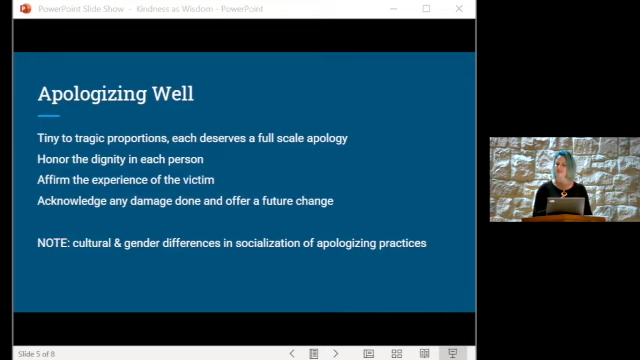 PowerPoint Slide Show - Kindness as Wisdom - PowerPoint
Apologizing Well
Tiny to tragic proportions, each deserves a full scale apology
Honor the dignity in each person
Affirm the experience of the victim
Acknowledge any damage done and offer a future change
NOTE: cultural & gender differences in socialization of apologizing practices
Slide 5 of 8